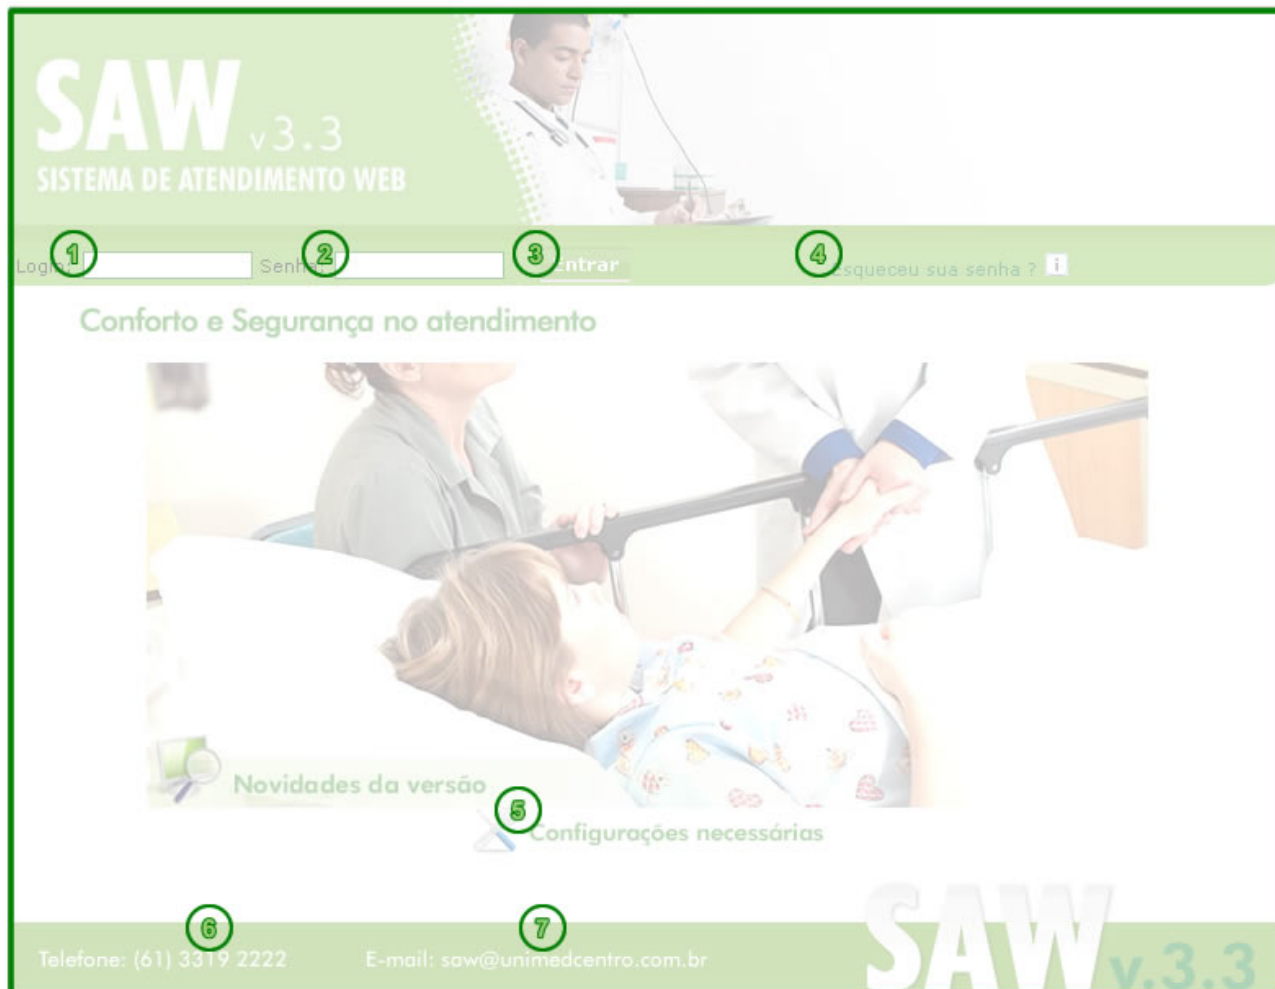 SAW v3.3
SISTEMA DE ATENDIMENTO WEB
1 2 3 4
Login: Senha: Entrar Esqueceu sua senha ? i
Conforto e Segurança no atendimento
Novidades da versão
5
Configurações necessárias
6 7
Telefone: (61) 3319 2222 E-mail: saw@unimedcentro.com.br
SAW v.3.3